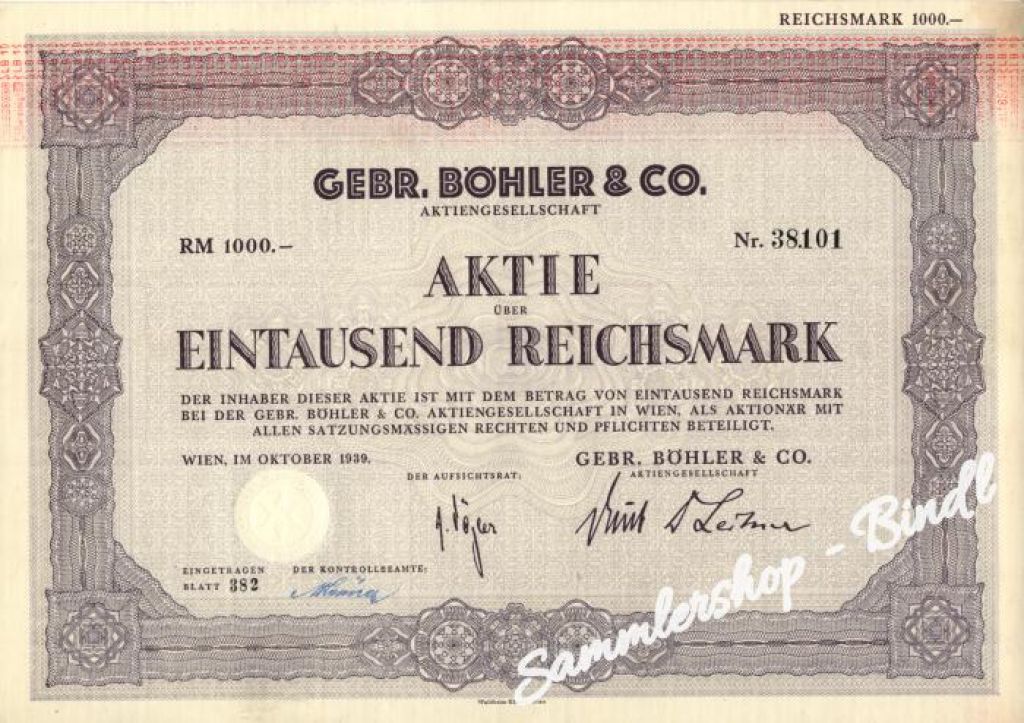 REICHSMARK 1000.—
GEBR. BÖHLER & CO.
AKTIENGESELLSCHAFT
RM 1000.— Nr. 38.101
AKTIE
ÜBER
EINTAUSEND REICHSMARK
DER INHABER DIESER AKTIE IST MIT DEM BETRAG VON EINTAUSEND REICHSMARK
BEI DER GEBR. BÖHLER & CO. AKTIENGESELLSCHAFT IN WIEN, ALS AKTIONÄR MIT
ALLEN SATZUNGSMÄSSIGEN RECHTEN UND PFLICHTEN BETEILIGT.
WIEN, IM OKTOBER 1939.
DER AUFSICHTSRAT:
GEBR. BÖHLER & CO.
AKTIENGESELLSCHAFT
EINGETRAGEN
BLATT 382
DER KONTROLLBEAMTE:
Sammlershop - Bindl